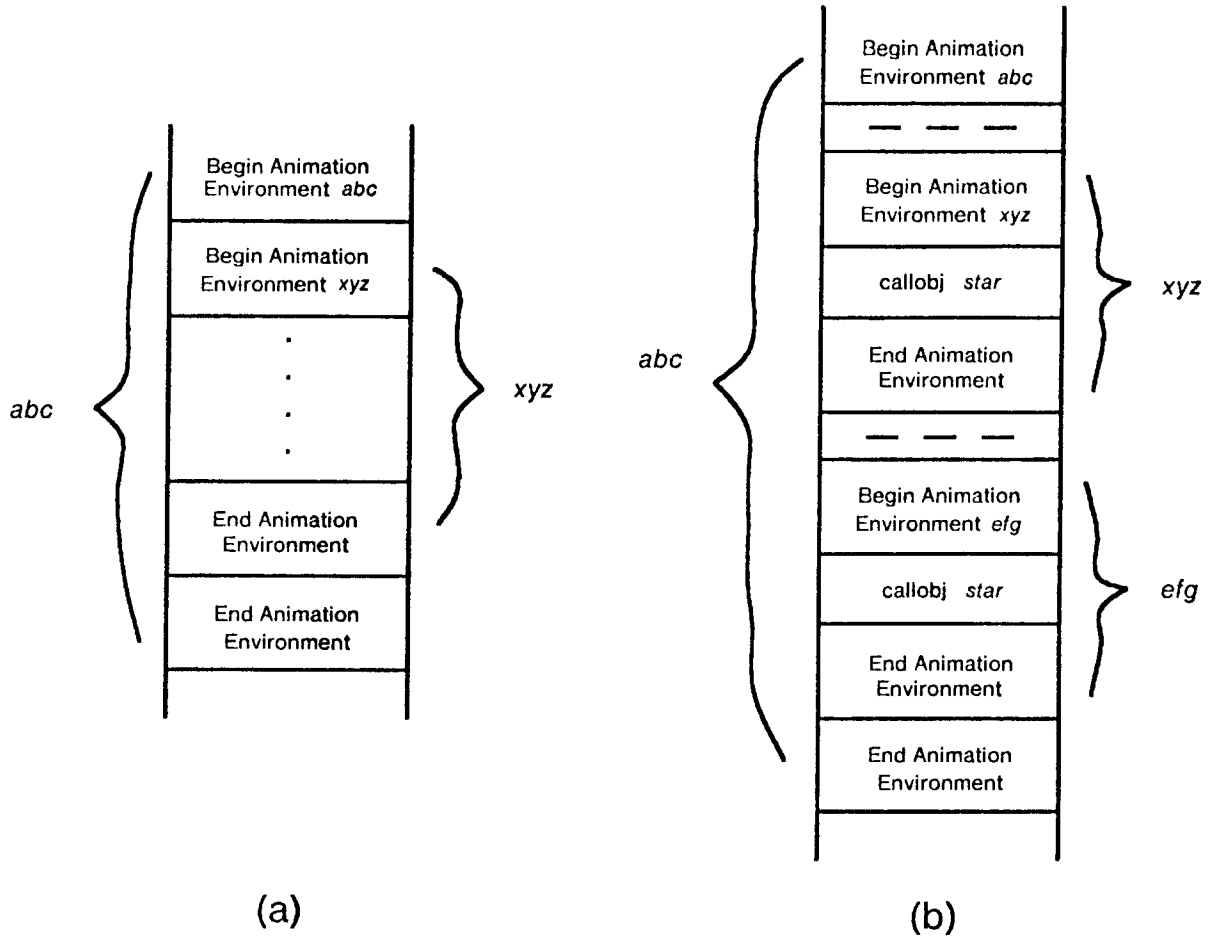 Begin Animation
Environment abc
Begin Animation
Environment xyz
abc
xyz
End Animation
Environment
End Animation
Environment
(a)
Begin Animation
Environment abc
Begin Animation
Environment xyz
callobj star
xyz
End Animation
Environment
abc
Begin Animation
Environment efg
callobj star
efg
End Animation
Environment
End Animation
Environment
(b)